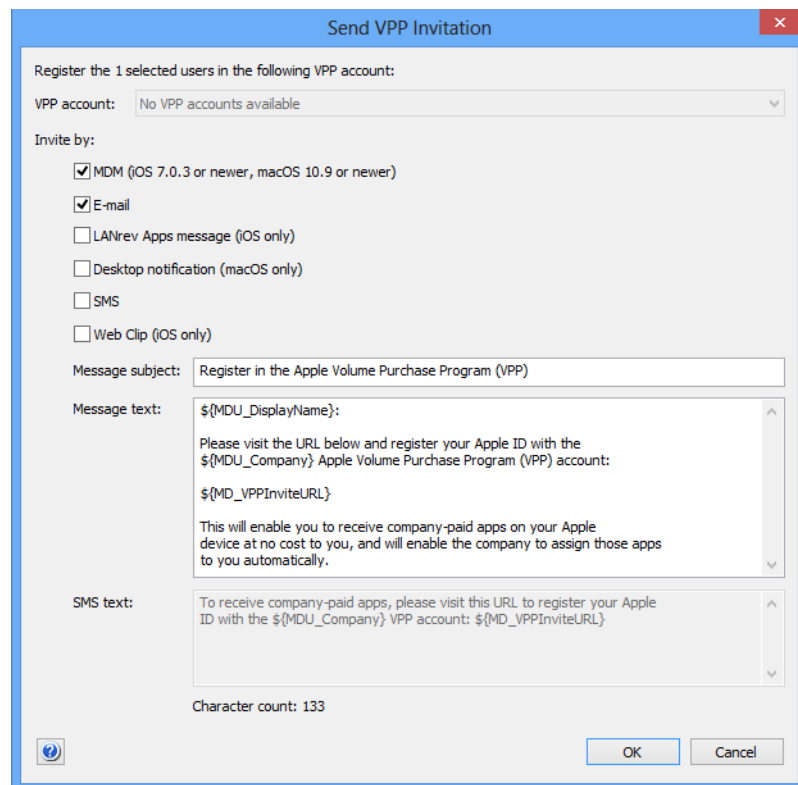 Send VPP Invitation
Register the 1 selected users in the following VPP account:
VPP account: No VPP accounts available
Invite by:
MDM (iOS 7.0.3 or newer, macOS 10.9 or newer)
E-mail
LANrev Apps message (iOS only)
Desktop notification (macOS only)
SMS
Web Clip (iOS only)
Message subject: Register in the Apple Volume Purchase Program (VPP)
Message text: ${MDU_DisplayName}:
Please visit the URL below and register your Apple ID with the
${MDU_Company} Apple Volume Purchase Program (VPP) account:
${MD_VPPInviteURL}
This will enable you to receive company-paid apps on your Apple
device at no cost to you, and will enable the company to assign those apps
to you automatically.
SMS text: To receive company-paid apps, please visit this URL to register your Apple
ID with the ${MDU_Company} VPP account: ${MD_VPPInviteURL}
Character count: 133
OK Cancel